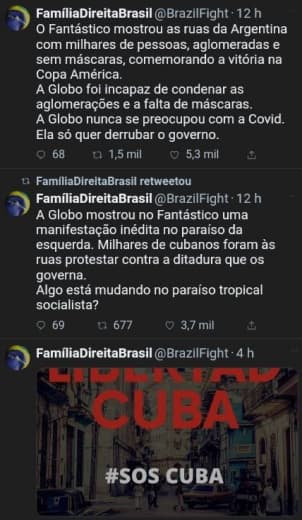 FamíliaDireitaBrasil @BrazilFight · 12 h
O Fantástico mostrou as ruas da Argentina
com milhares de pessoas, aglomeradas e
sem máscaras, comemorando a vitória na
Copa América.
A Globo foi incapaz de condenar as
aglomerações e a falta de máscaras.
A Globo nunca se preocupou com a Covid.
Ela só quer derrubar o governo.
68 1,5 mil 5,3 mil
FamíliaDireitaBrasil retweetou
FamíliaDireitaBrasil @BrazilFight · 12 h
A Globo mostrou no Fantástico uma
manifestação inédita no paraíso da
esquerda. Milhares de cubanos foram às
ruas protestar contra a ditadura que os
governa.
Algo está mudando no paraíso tropical
socialista?
69 677 3,7 mil
FamíliaDireitaBrasil @BrazilFight · 4 h
LIBERTAD
CUBA
#SOS CUBA